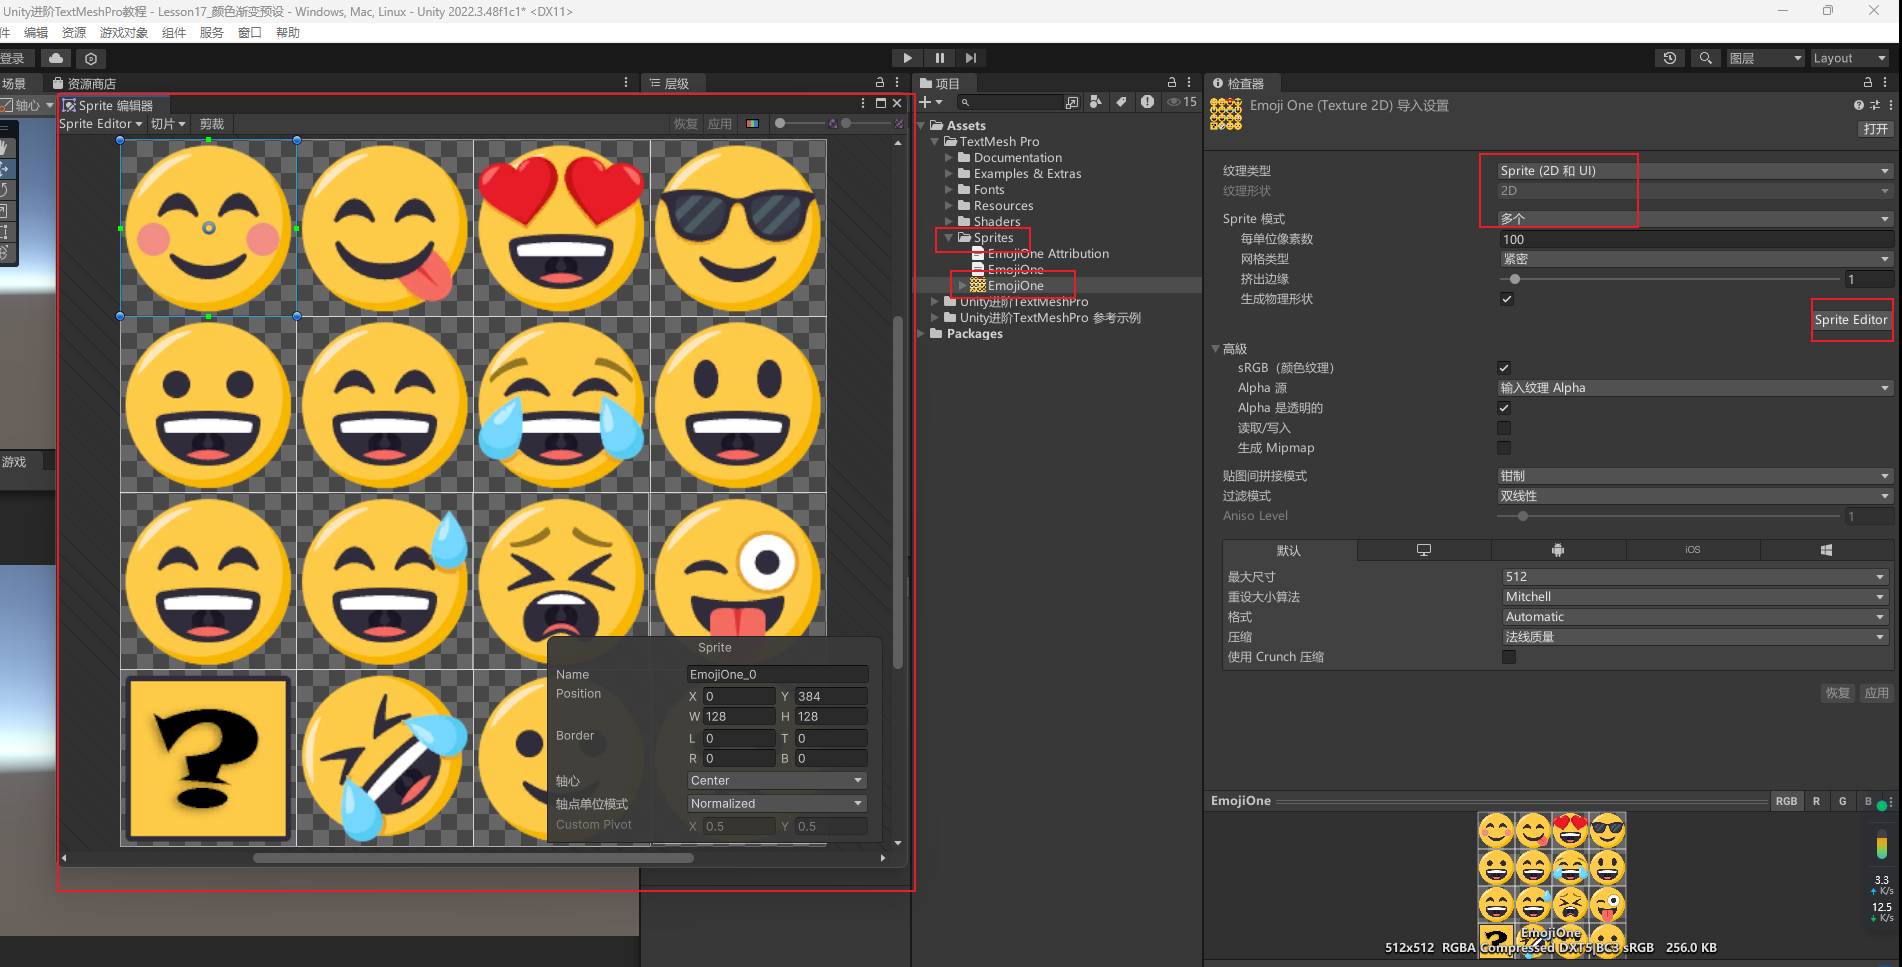 Unity进阶TextMeshPro教程 - Lesson17_颜色渐变预设 - Windows, Mac, Linux - Unity 2022.3.48f1c1* <DX11>
件 编辑 资源 游戏对象 组件 服务 窗口 帮助
登录
图层
Layout
场景
资源商店
层级
项目
检查器
轴心
Sprite 编辑器
Sprite Editor
切片
剪裁
恢复
应用
15
Assets
TextMesh Pro
Documentation
Examples & Extras
Fonts
Resources
Shaders
Sprites
EmojiOne Attribution
EmojiOne
EmojiOne
Unity进阶TextMeshPro
Unity进阶TextMeshPro 参考示例
Packages
Emoji One (Texture 2D) 导入设置
打开
纹理类型
Sprite (2D 和 UI)
纹理形状
2D
Sprite 模式
多个
每单位像素数
100
网格类型
紧密
挤出边缘
1
生成物理形状
Sprite Editor
高级
sRGB（颜色纹理）
Alpha 源
输入纹理 Alpha
Alpha 是透明的
读取/写入
生成 Mipmap
贴图间拼接模式
钳制
过滤模式
双线性
Aniso Level
1
默认
iOS
最大尺寸
512
重设大小算法
Mitchell
格式
Automatic
压缩
法线质量
使用 Crunch 压缩
恢复
应用
游戏
Sprite
Name
EmojiOne_0
Position
X 0 Y 384
W 128 H 128
Border
L 0 T 0
R 0 B 0
轴心
Center
轴点单位模式
Normalized
Custom Pivot
X 0.5 Y 0.5
EmojiOne
RGB R G B
3.3
K/s
12.5
K/s
EmojiOne
512x512 RGBA Compressed DXT5|BC3 sRGB 256.0 KB